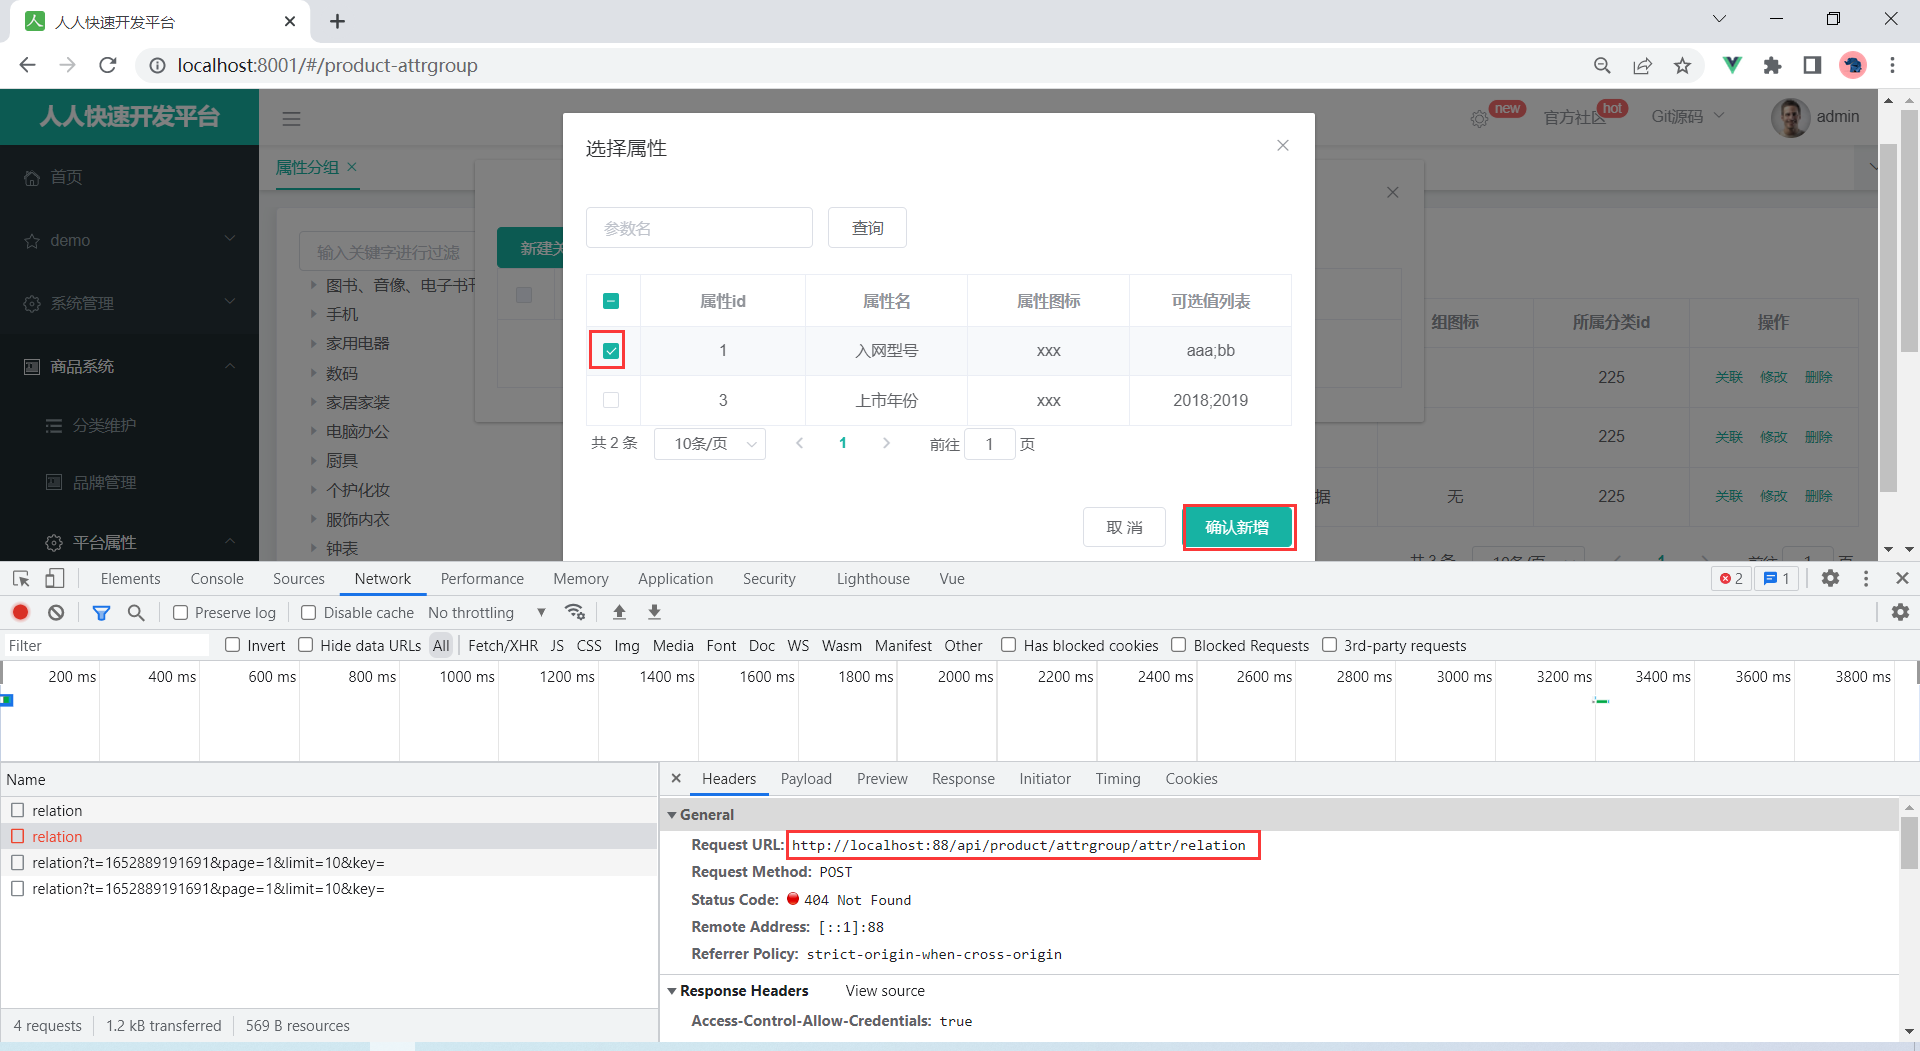 人人快速开发平台
localhost:8001/#/product-attrgroup
人人快速开发平台
new
官方社区
hot
Git源码
admin
首页
demo
系统管理
商品系统
分类维护
品牌管理
平台属性
属性分组
输入关键字进行过滤
图书、音像、电子书刊
手机
家用电器
数码
家居家装
电脑办公
厨具
个护化妆
服饰内衣
钟表
新建关
选择属性
参数名
查询
属性id 属性名 属性图标 可选值列表
1 入网型号 xxx aaa;bb
3 上市年份 xxx 2018;2019
共 2 条 10条/页 1 前往 1 页
取 消
确认新增
组图标 所属分类id 操作
225 关联 修改 删除
225 关联 修改 删除
据 无 225 关联 修改 删除
共 3 条 10条/页 1 前往 1 页
Elements Console Sources Network Performance Memory Application Security Lighthouse Vue 2 1
Preserve log Disable cache No throttling
Filter Invert Hide data URLs All Fetch/XHR JS CSS Img Media Font Doc WS Wasm Manifest Other Has blocked cookies Blocked Requests 3rd-party requests
200 ms 400 ms 600 ms 800 ms 1000 ms 1200 ms 1400 ms 1600 ms 1800 ms 2000 ms 2200 ms 2400 ms 2600 ms 2800 ms 3000 ms 3200 ms 3400 ms 3600 ms 3800 ms
Name
relation
relation
relation?t=1652889191691&page=1&limit=10&key=
relation?t=1652889191691&page=1&limit=10&key=
4 requests 1.2 kB transferred 569 B resources
Headers Payload Preview Response Initiator Timing Cookies
General
Request URL: http://localhost:88/api/product/attrgroup/attr/relation
Request Method: POST
Status Code: 404 Not Found
Remote Address: [::1]:88
Referrer Policy: strict-origin-when-cross-origin
Response Headers View source
Access-Control-Allow-Credentials: true